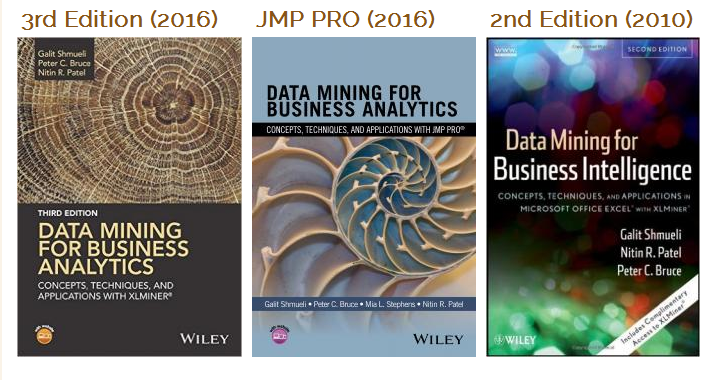 3rd Edition (2016)
JMP PRO (2016)
2nd Edition (2010)
Galit Shmueli
Peter C. Bruce
Nitin R. Patel
THIRD EDITION
DATA MINING
FOR BUSINESS
ANALYTICS
CONCEPTS, TECHNIQUES, AND
APPLICATIONS WITH XLMINER®
WILEY
DATA MINING FOR
BUSINESS ANALYTICS
CONCEPTS, TECHNIQUES, AND APPLICATIONS WITH JMP PRO®
Galit Shmueli • Peter C. Bruce • Mia L. Stephens • Nitin R. Patel
WILEY
www.
SECOND EDITION
Data Mining for
Business Intelligence
CONCEPTS, TECHNIQUES, AND APPLICATIONS IN
MICROSOFT OFFICE EXCEL® WITH XLMINER®
Galit Shmueli
Nitin R. Patel
Peter C. Bruce
Includes Complimentary
Access to XLMiner®
WILEY